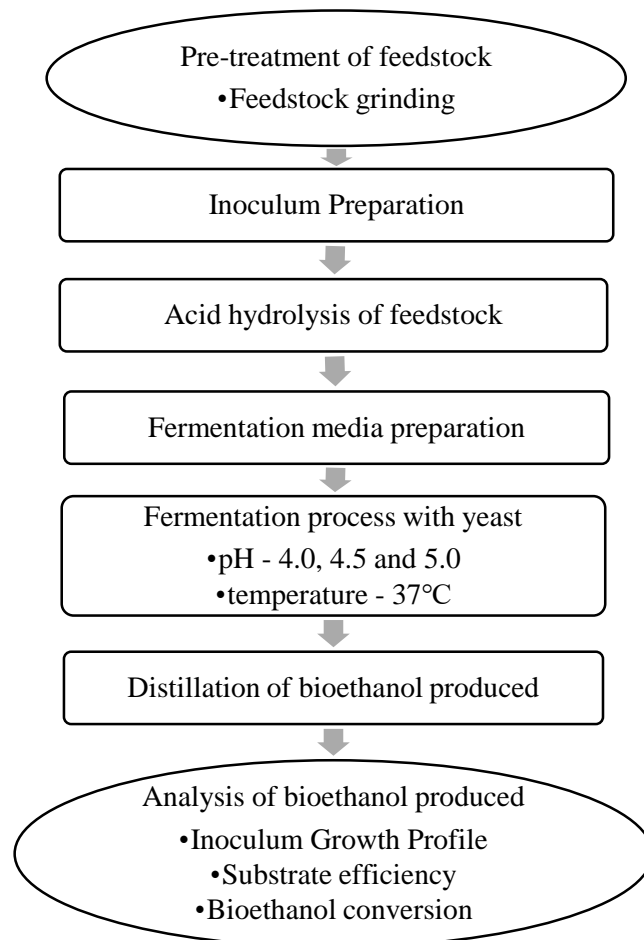 Pre-treatment of feedstock
•Feedstock grinding
Inoculum Preparation
Acid hydrolysis of feedstock
Fermentation media preparation
Fermentation process with yeast
•pH - 4.0, 4.5 and 5.0
•temperature - 37°C
Distillation of bioethanol produced
Analysis of bioethanol produced
•Inoculum Growth Profile
•Substrate efficiency
•Bioethanol conversion